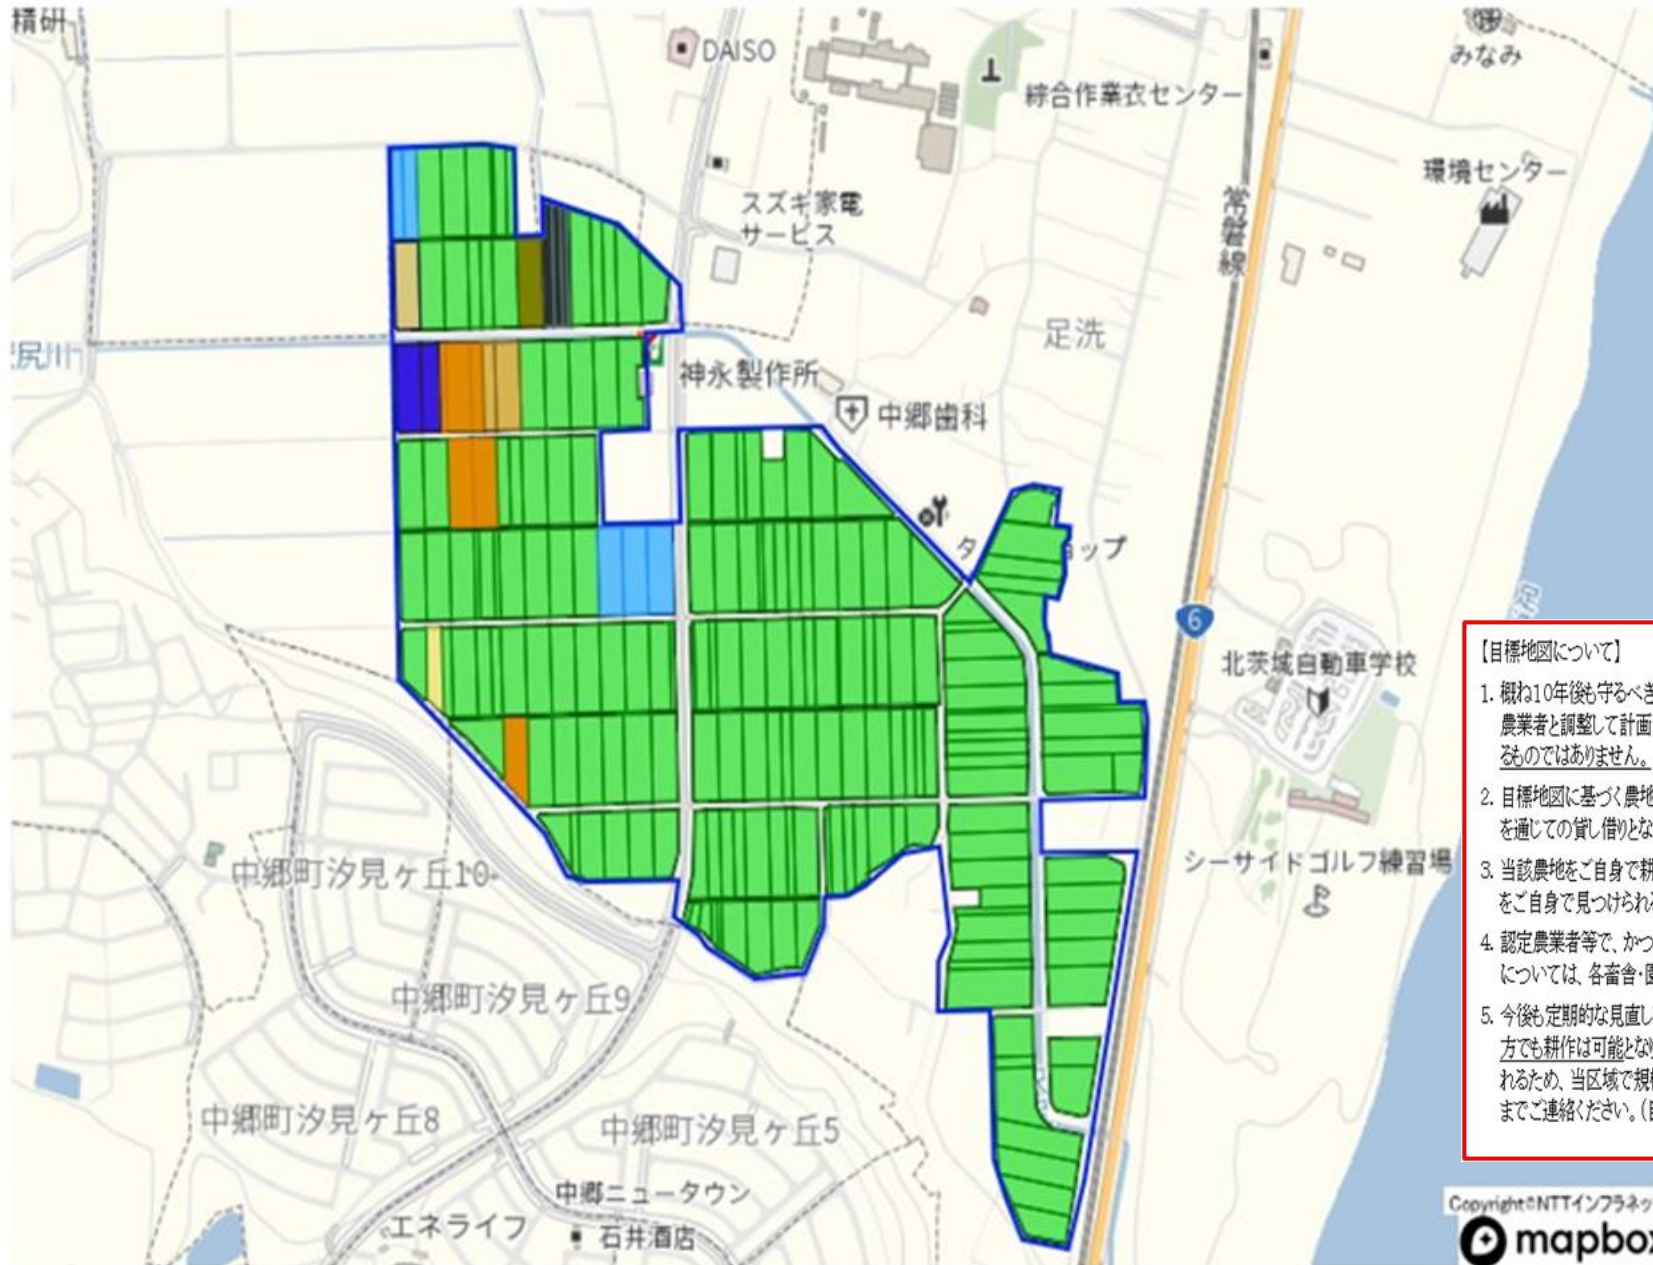 精研
DAISO
みなみ
綜合作業衣センター
環境センター
スズキ家電
サービス
常磐線
足洗
尻川
神永製作所
中郷歯科
タ
ョップ
6
北茨城自動車学校
シーサイドゴルフ練習場
中郷町汐見ヶ丘10
中郷町汐見ヶ丘9
中郷町汐見ヶ丘8
中郷町汐見ヶ丘5
中郷ニュータウン
エネライフ
石井酒店
【目標地図について】
1. 概ね10年後も守るべき
農業者と調整して計画
るものではありません。
2. 目標地図に基づく農地
を通じての貸し借りとな
3. 当該農地をご自身で耕
をご自身で見つけられ
4. 認定農業者等で、かつ
については、各畜舎・園
5. 今後も定期的な見直し
方でも耕作は可能となり
れるため、当区域で規模
までご連絡ください。(目
Copyright©NTTインフラネッ
mapbox